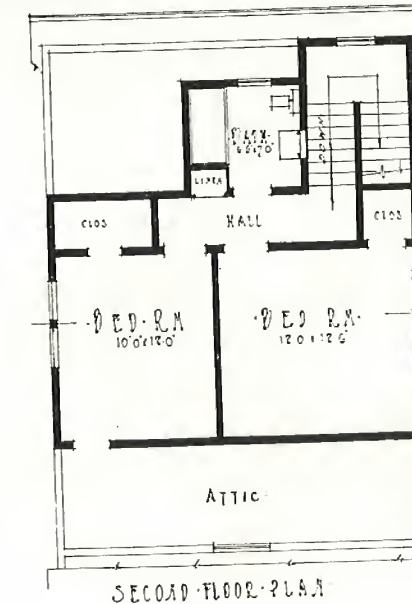 BATH
LINEN
CLOS
HALL
CLOS
BED·RM
10'0"x12'0"
·BED RM·
12'0"x12'6"
ATTIC
SECOND·FLOOR·PLAN